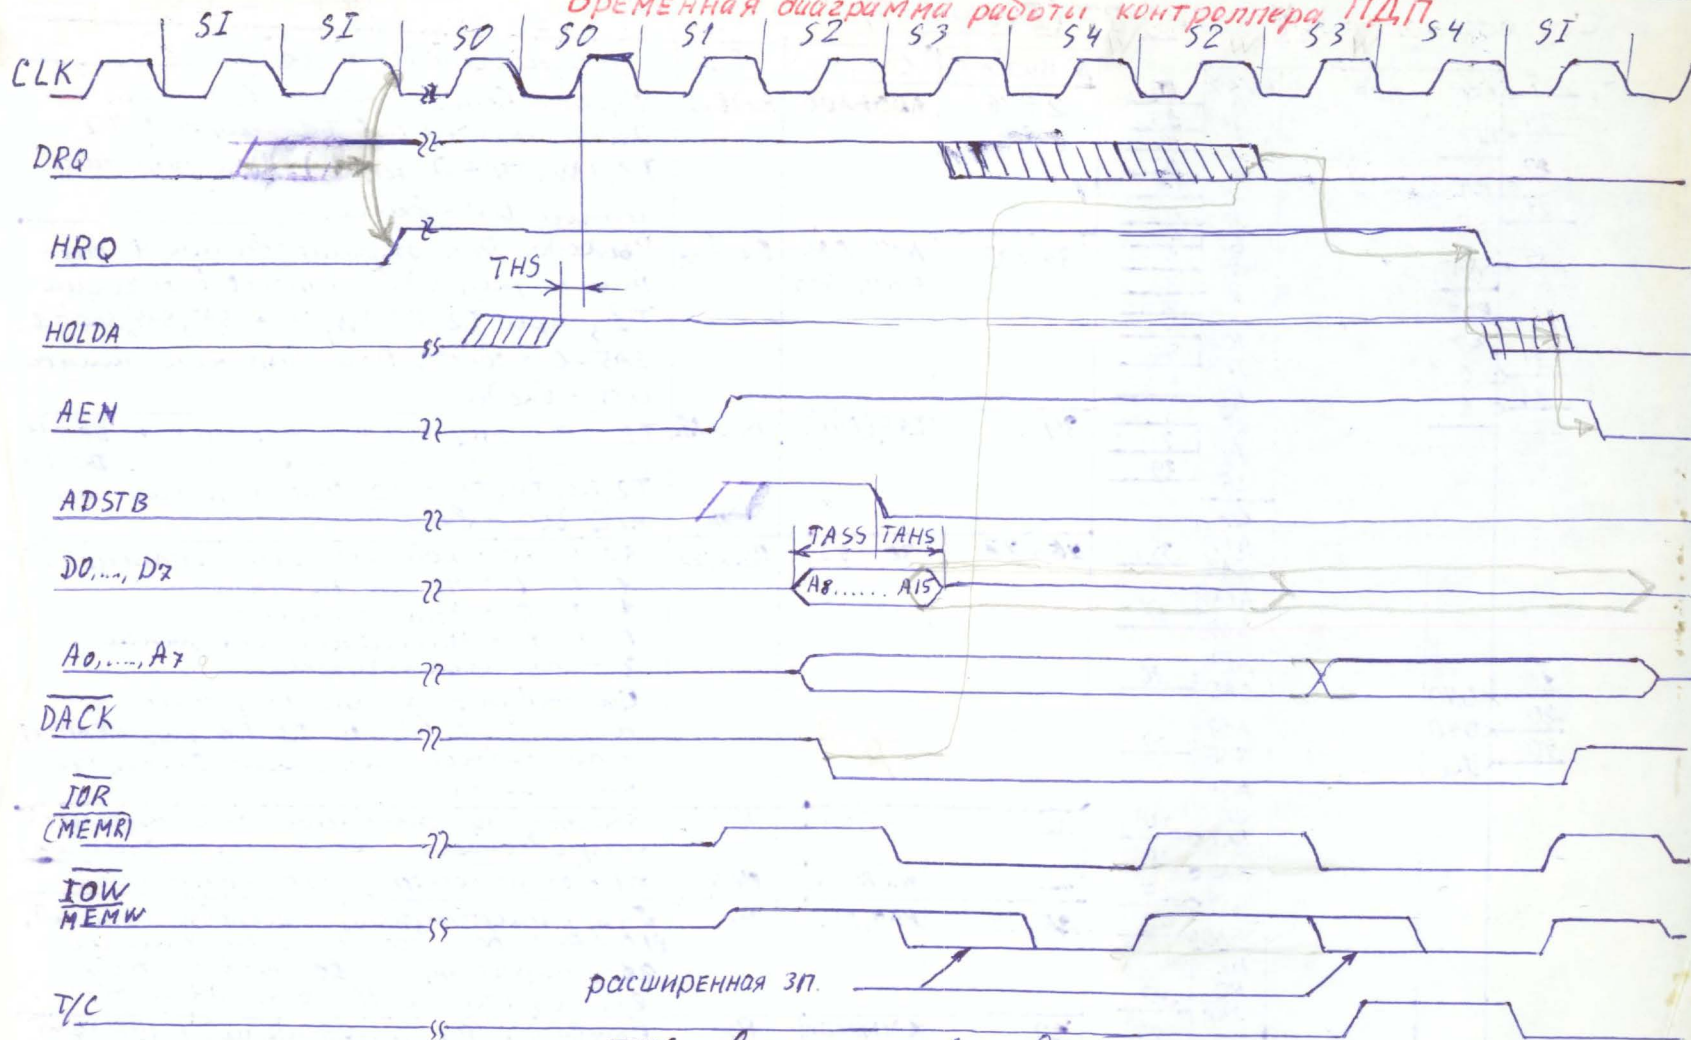 Временная диаграмма работы контроллера ПДП
SI SI S0 S0 S1 S2 S3 S4 S2 S3 S4 SI
CLK
DRQ
HRQ
THS
HOLDA
AEN
ADSTB
TASS TAHS
D0,..., D7
A8...... A15
A0,...., A7
DACK
IOR
(MEMR)
IOW
MEMW
расширенная ЗП.
T/C